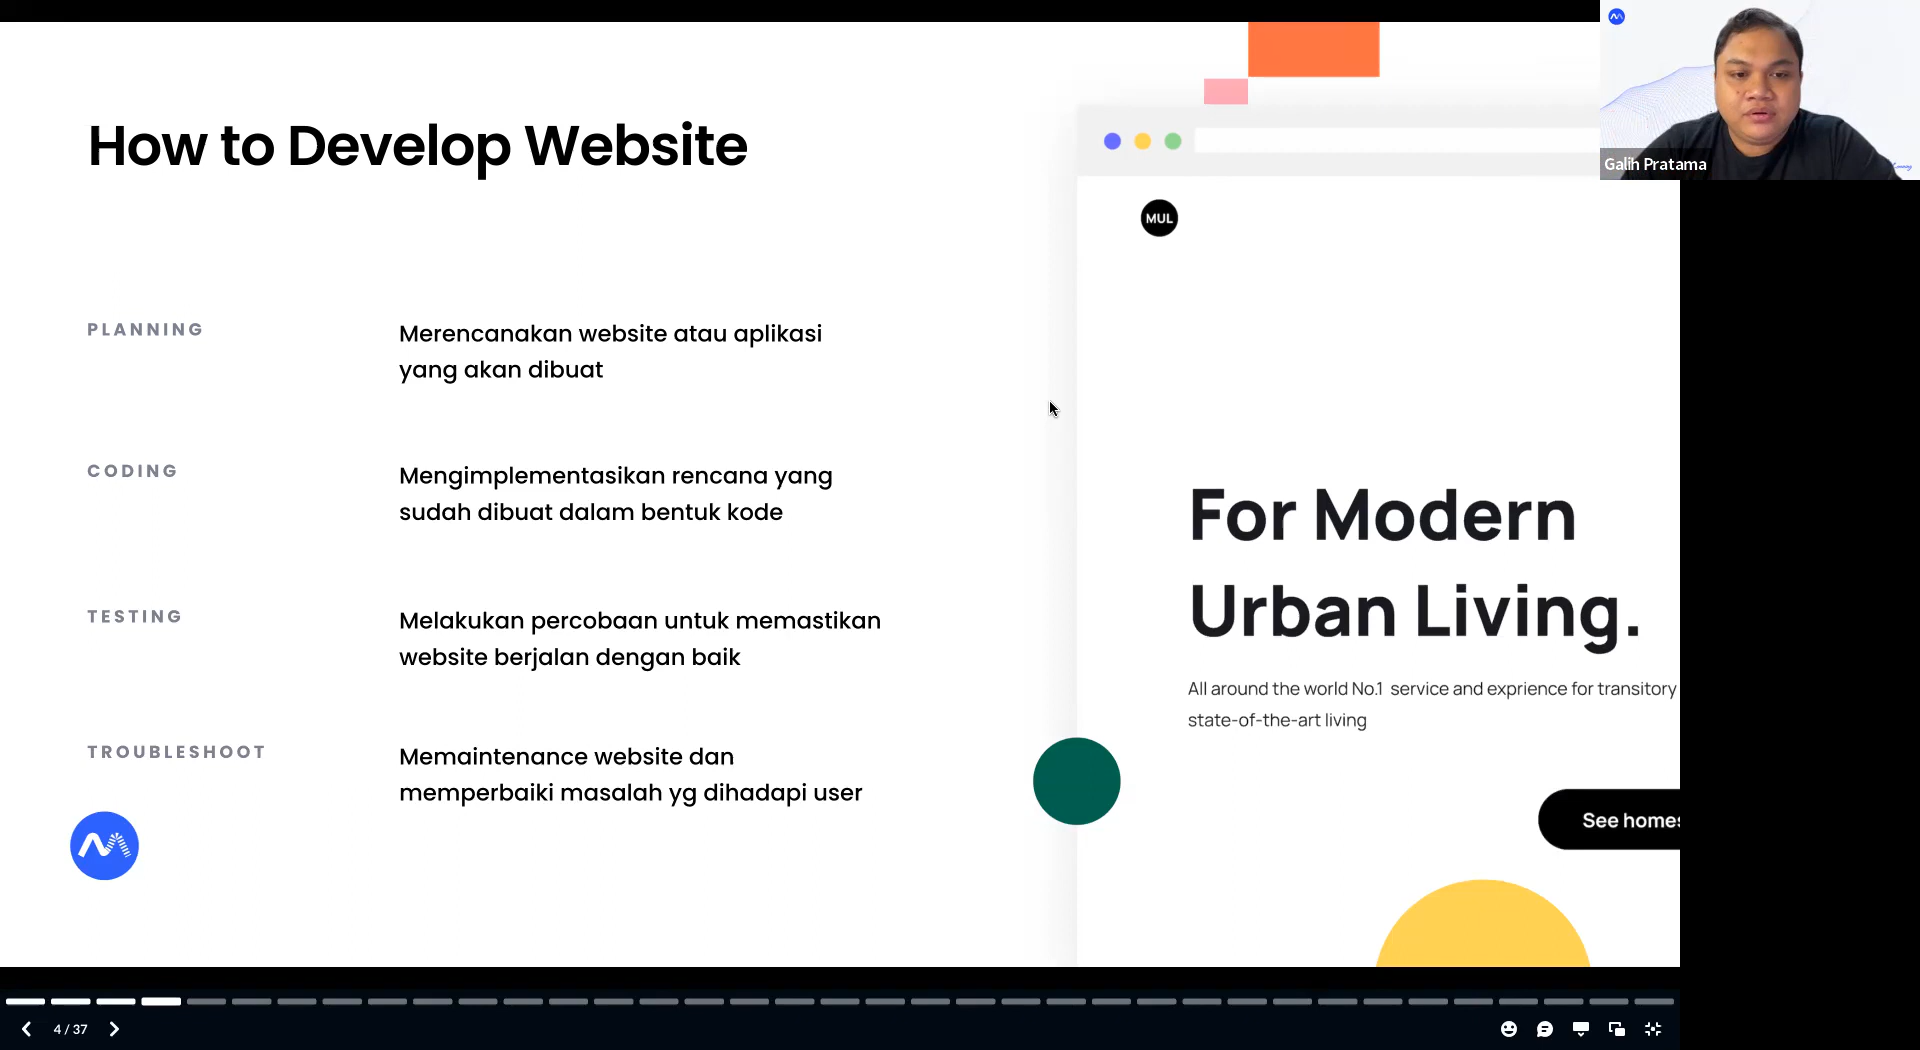 How to Develop Website
PLANNING
Merencanakan website atau aplikasi
yang akan dibuat
CODING
Mengimplementasikan rencana yang
sudah dibuat dalam bentuk kode
TESTING
Melakukan percobaan untuk memastikan
website berjalan dengan baik
TROUBLESHOOT
Memaintenance website dan
memperbaiki masalah yg dihadapi user
MUL
For Modern
Urban Living.
All around the world No.1 service and exprience for transitory
state-of-the-art living
See homes
Galih Pratama
4 / 37